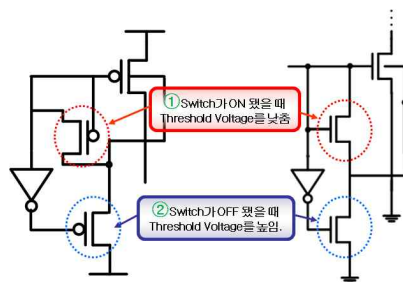 ①Switch가 ON 됐을 때
Threshold Voltage를 낮춤
②Switch가 OFF 됐을 때
Threshold Voltage를 높임.